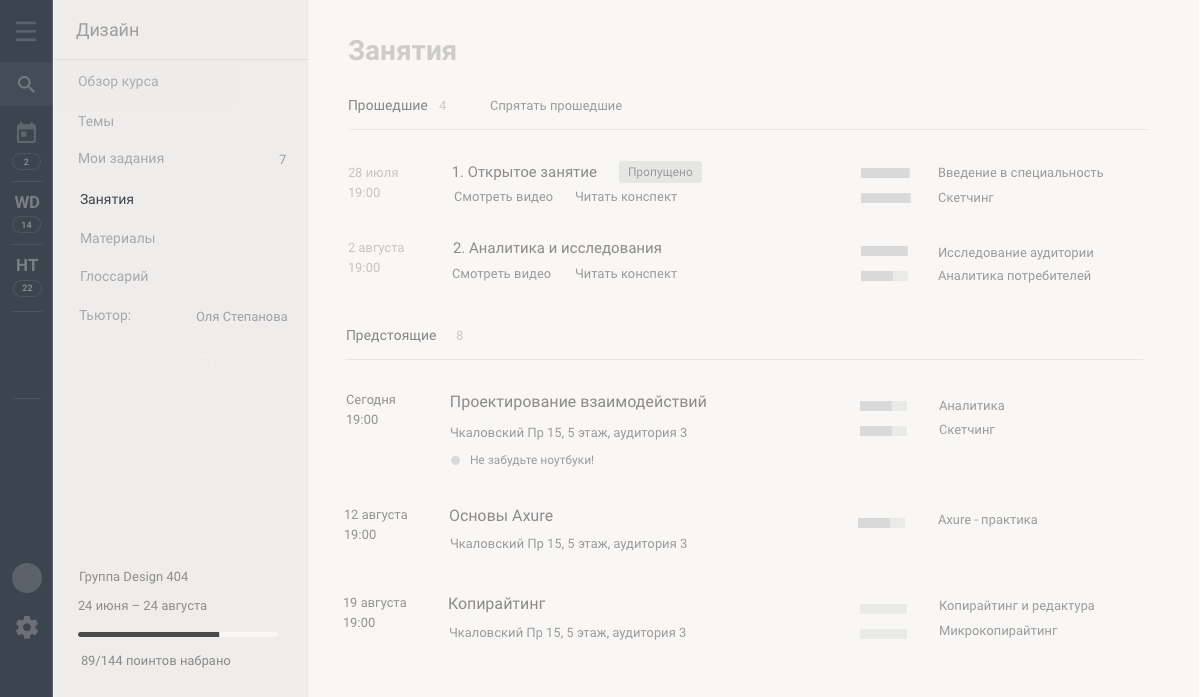 2
WD
14
HT
22
Дизайн
Обзор курса
Темы
Мои задания 7
Занятия
Материалы
Глоссарий
Тьютор: Оля Степанова
Группа Design 404
24 июня – 24 августа
89/144 поинтов набрано
Занятия
Прошедшие 4 Спрятать прошедшие
28 июля 1. Открытое занятие Пропущено Введение в специальность
19:00 Смотреть видео Читать конспект Скетчинг
2 августа 2. Аналитика и исследования Исследование аудитории
19:00 Смотреть видео Читать конспект Аналитика потребителей
Предстоящие 8
Сегодня Проектирование взаимодействий Аналитика
19:00 Чкаловский Пр 15, 5 этаж, аудитория 3 Скетчинг
Не забудьте ноутбуки!
12 августа Основы Axure Axure - практика
19:00 Чкаловский Пр 15, 5 этаж, аудитория 3
19 августа Копирайтинг Копирайтинг и редактура
19:00 Чкаловский Пр 15, 5 этаж, аудитория 3 Микрокопирайтинг